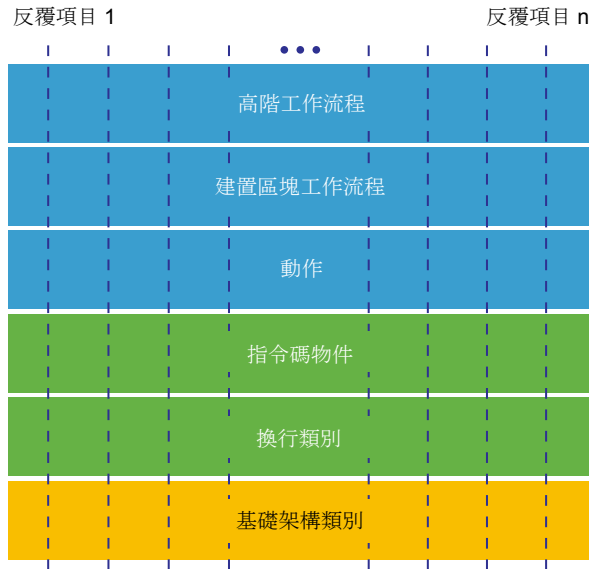 反覆項目 1
反覆項目 n
高階工作流程
建置區塊工作流程
動作
指令碼物件
換行類別
基礎架構類別